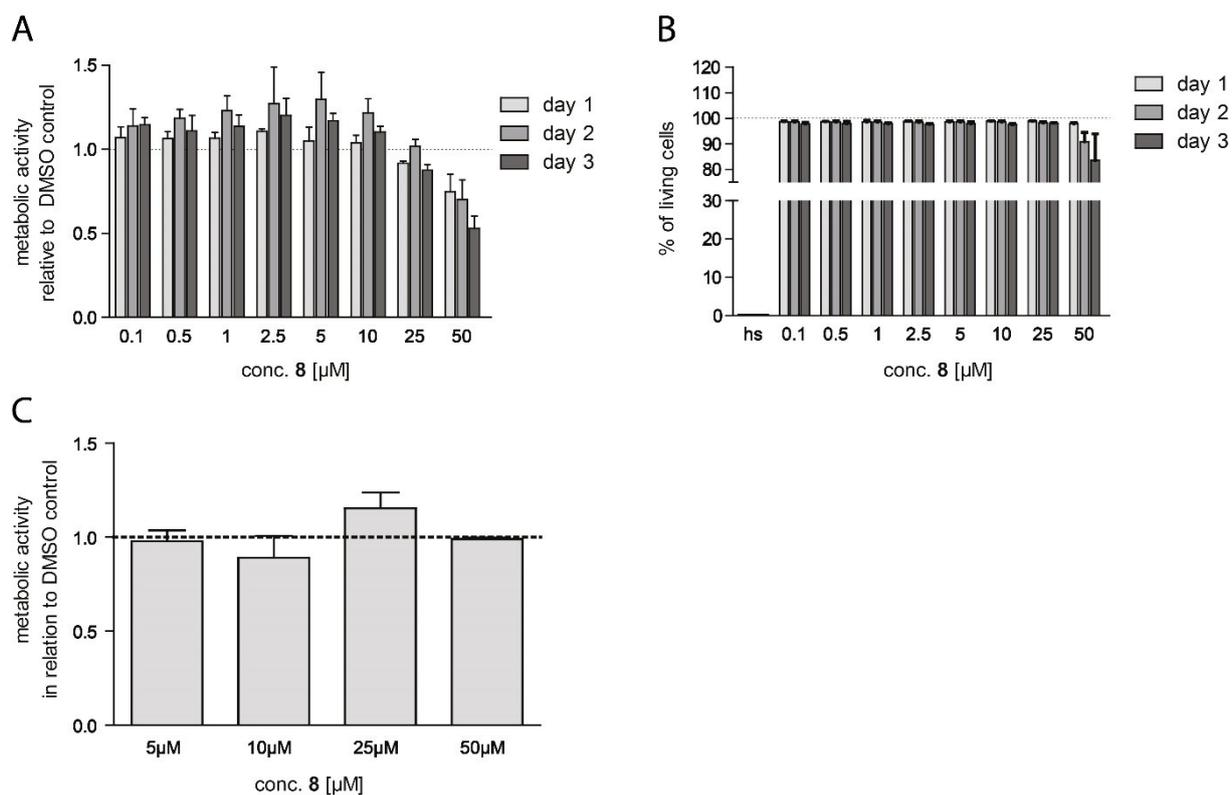 A
metabolic activity
relative to DMSO control
1.5
1.0
0.5
0.0
0.1 0.5 1 2.5 5 10 25 50
conc. 8 [µM]
day 1
day 2
day 3
B
% of living cells
120
110
100
90
80
30
20
10
0
hs 0.1 0.5 1 2.5 5 10 25 50
conc. 8 [µM]
day 1
day 2
day 3
C
metabolic activity
in relation to DMSO control
1.5
1.0
0.5
0.0
5µM 10µM 25µM 50µM
conc. 8 [µM]